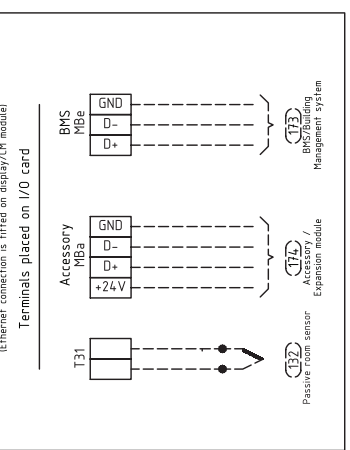 (Ethernet connection is fitted on display/CM module)
Terminals placed on I/O card
BMS
MBe
GND
D-
D+
(173)
BMS/Building
Management system
Accessory
MBa
GND
D-
D+
+24V
(174)
Accessory /
Expansion module
T31
(132)
Passive room sensor